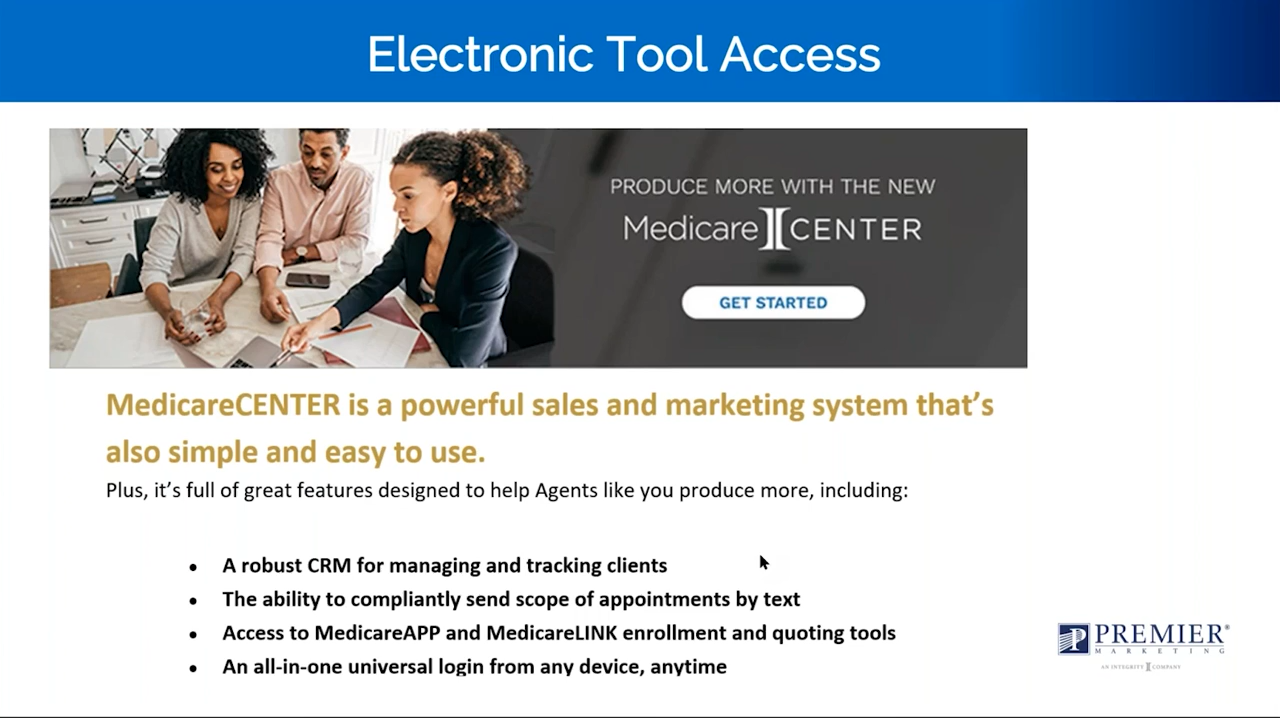 Electronic Tool Access
PRODUCE MORE WITH THE NEW
Medicare CENTER
GET STARTED
MedicareCENTER is a powerful sales and marketing system that's
also simple and easy to use.
Plus, it's full of great features designed to help Agents like you produce more, including:
• A robust CRM for managing and tracking clients
• The ability to compliantly send scope of appointments by text
• Access to MedicareAPP and MedicareLINK enrollment and quoting tools
• An all-in-one universal login from any device, anytime
PREMIER®
MARKETING
AN INTEGRITY COMPANY